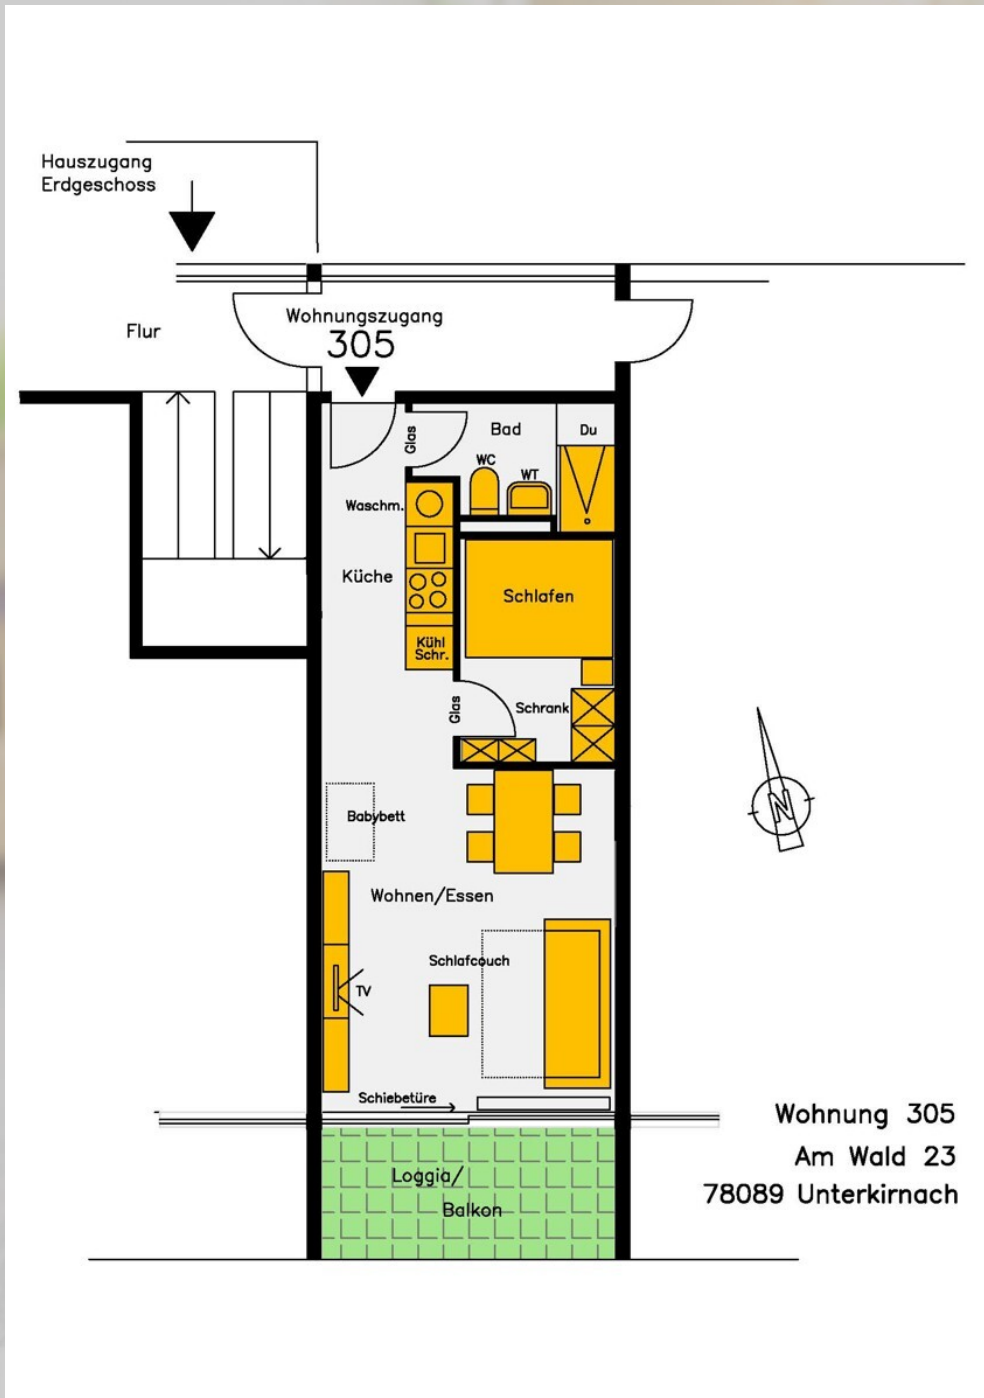 Hauszugang
Erdgeschoss
Flur
Wohnungszugang
305
Glas
Bad
Du
WC
WT
Waschm.
Küche
Schlafen
Kühl
Schr.
Glas
Schrank
Babybett
Wohnen/Essen
Schlafcouch
TV
Schiebetüre
Loggia/
Balkon
N
Wohnung 305
Am Wald 23
78089 Unterkirnach